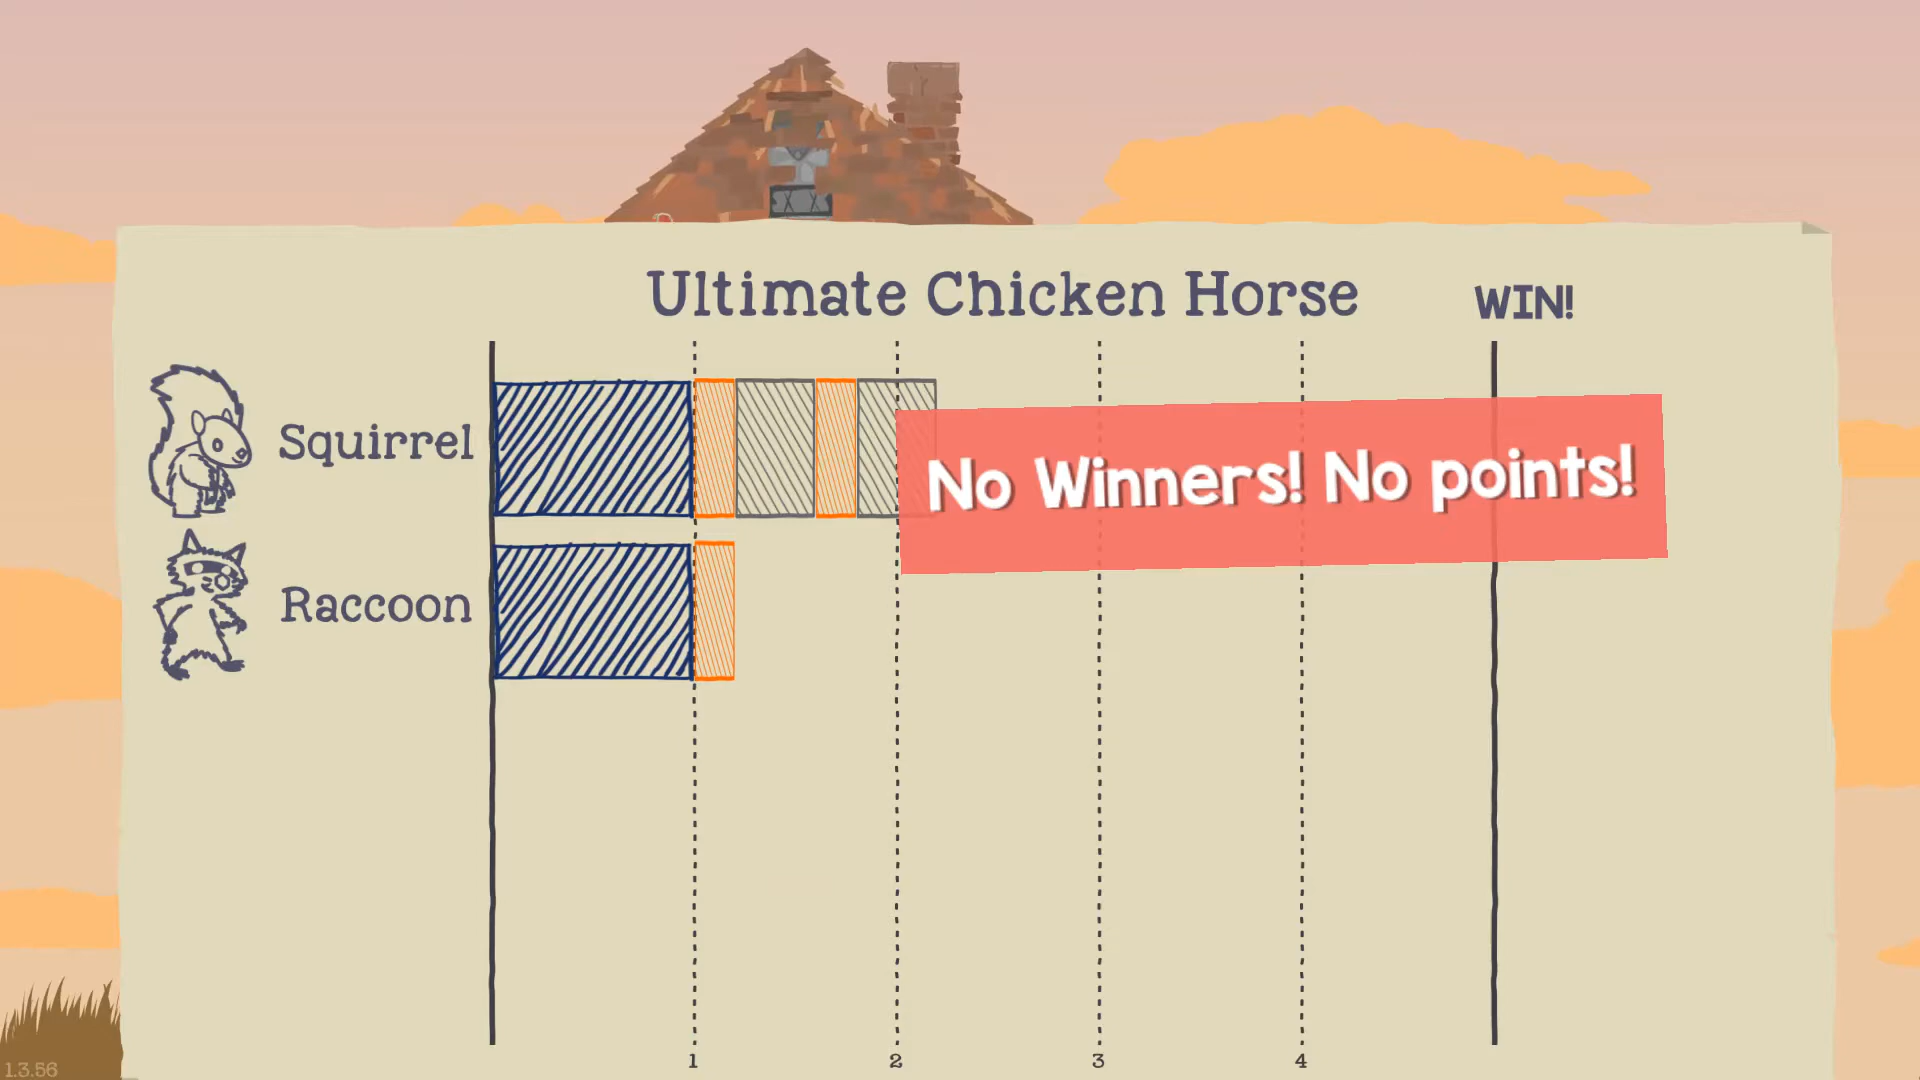 Ultimate Chicken Horse
WIN!
Squirrel
No Winners! No points!
Raccoon
1 2 3 4
1.3.56